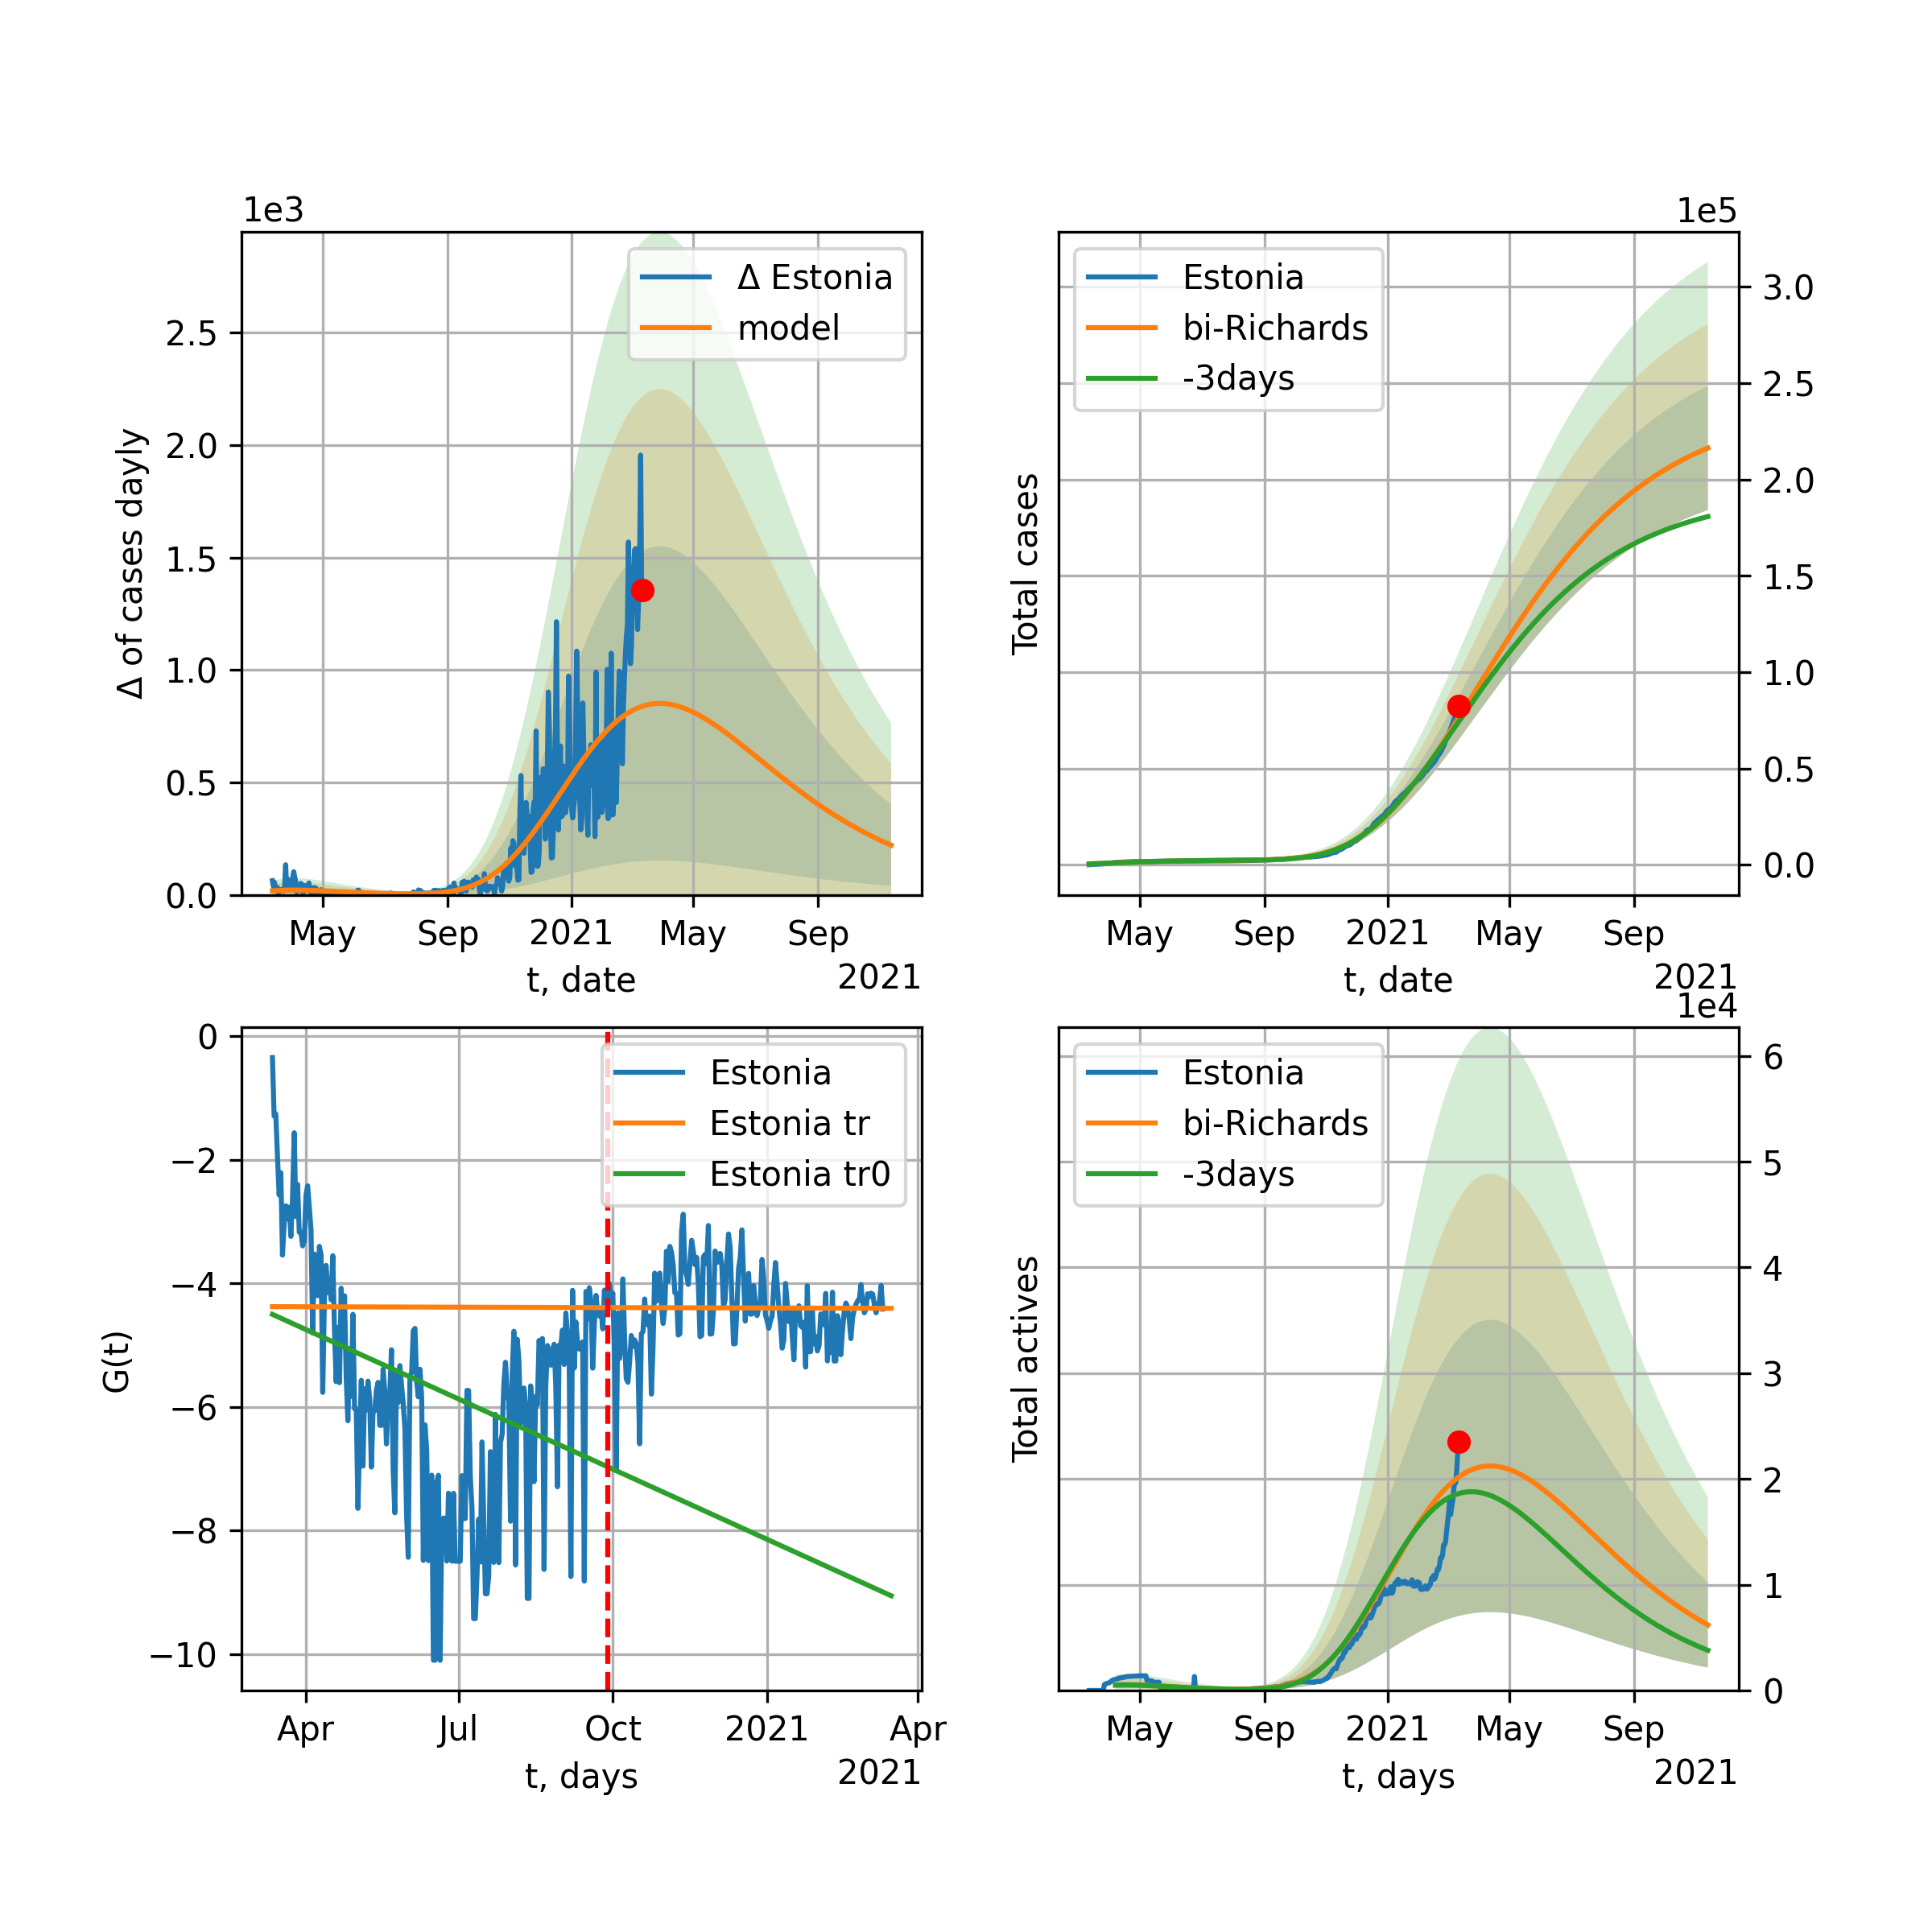 1e3
Δ Estonia
model
2.5
2.0
1.5
1.0
0.5
0.0
Δ of cases dayly
May Sep 2021 May Sep
t, date
2021
1e5
Estonia
bi-Richards
-3days
3.0
2.5
2.0
1.5
1.0
0.5
0.0
Total cases
May Sep 2021 May Sep
t, date
2021
Estonia
Estonia tr
Estonia tr0
0
−2
−4
−6
−8
−10
G(t)
Apr Jul Oct 2021 Apr
t, days
2021
1e4
Estonia
bi-Richards
-3days
6
5
4
3
2
1
0
Total actives
May Sep 2021 May Sep
t, days
2021